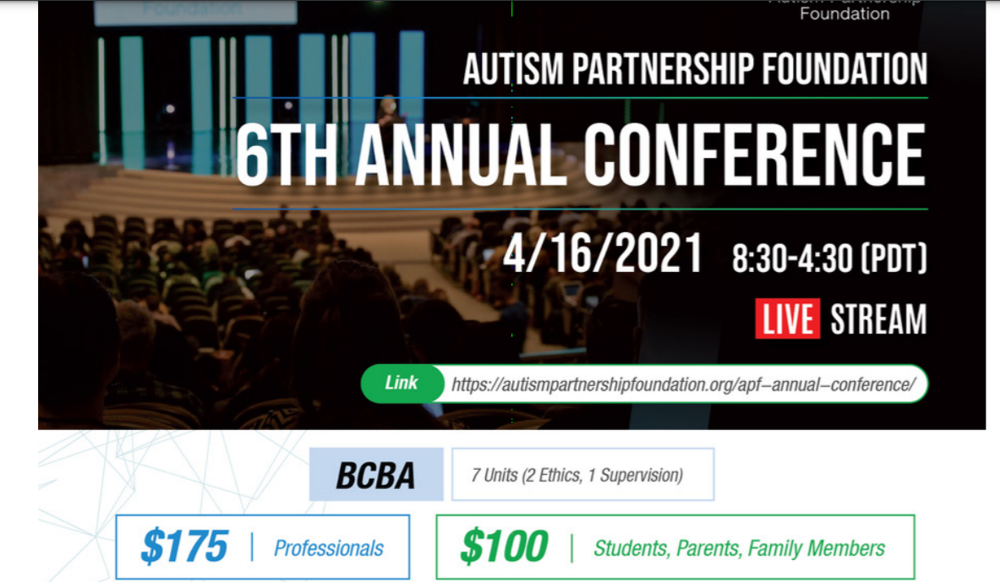 Foundation
Foundation
AUTISM PARTNERSHIP FOUNDATION
6TH ANNUAL CONFERENCE
4/16/2021 8:30-4:30 (PDT)
LIVE STREAM
Link https://autismpartnershipfoundation.org/apf-annual-conference/
BCBA 7 Units (2 Ethics, 1 Supervision)
$175 | Professionals
$100 | Students, Parents, Family Members